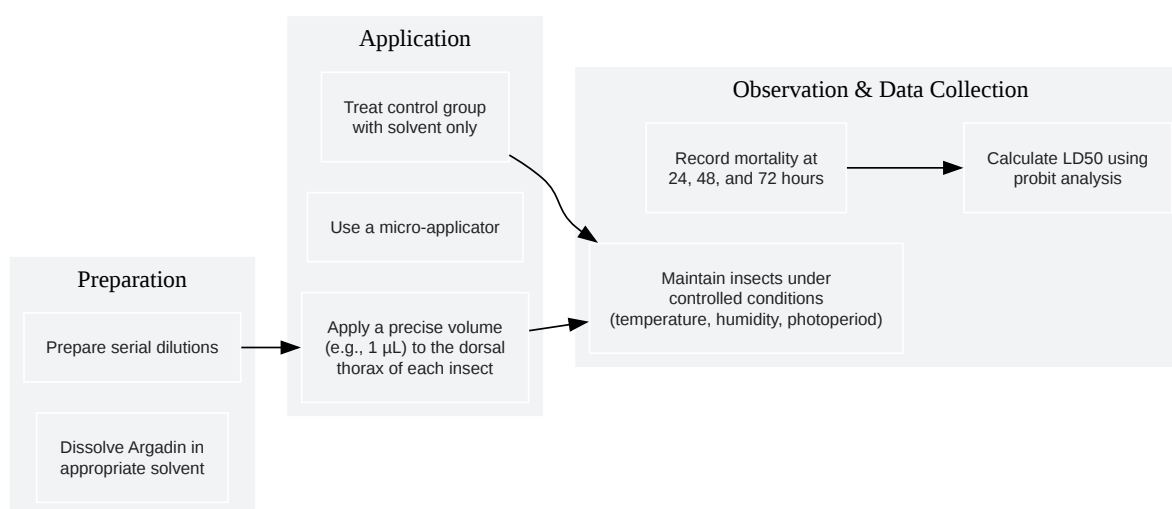 Preparation
Prepare serial dilutions
Dissolve Argadin in
appropriate solvent
Application
Treat control group
with solvent only
Use a micro-applicator
Apply a precise volume
(e.g., 1 µL) to the dorsal
thorax of each insect
Observation & Data Collection
Record mortality at
24, 48, and 72 hours
Calculate LD50 using
probit analysis
Maintain insects under
controlled conditions
(temperature, humidity, photoperiod)